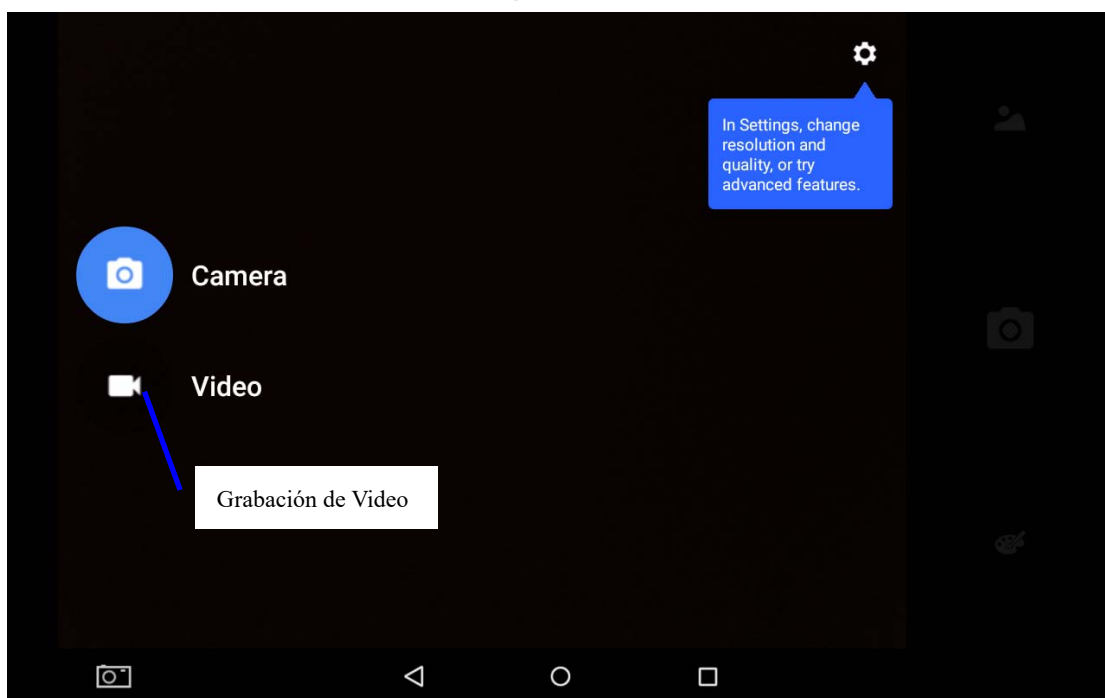 In Settings, change
resolution and
quality, or try
advanced features.
Camera
Video
Grabación de Video